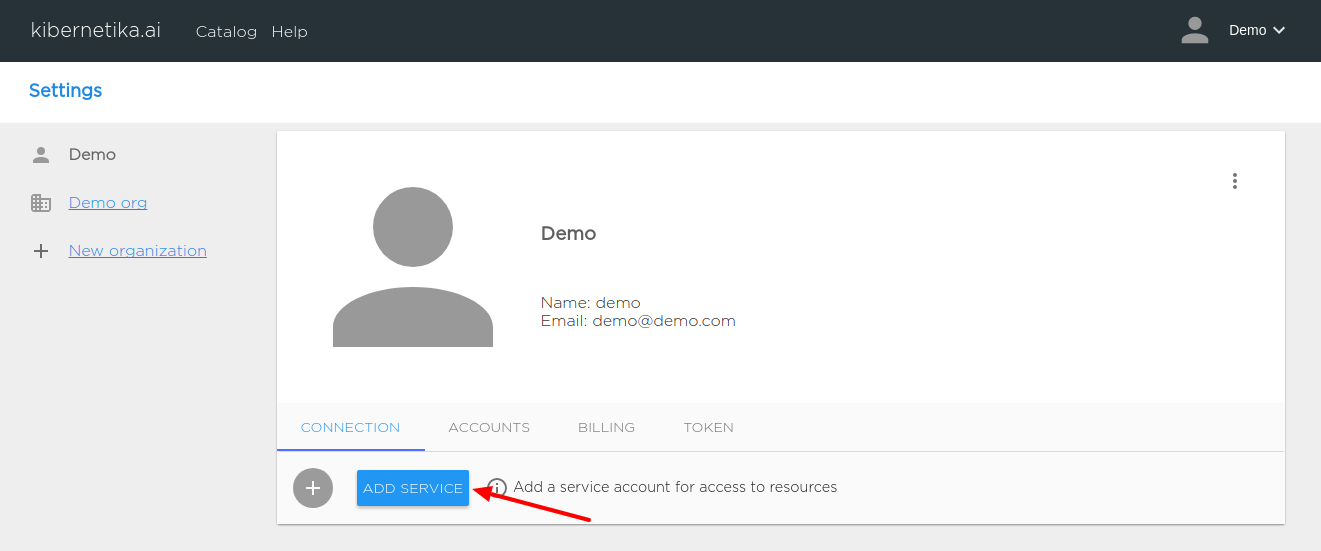 kibernetika.ai Catalog Help Demo
Settings
Demo
Demo org
New organization
Demo
Name: demo
Email: demo@demo.com
CONNECTION ACCOUNTS BILLING TOKEN
ADD SERVICE Add a service account for access to resources